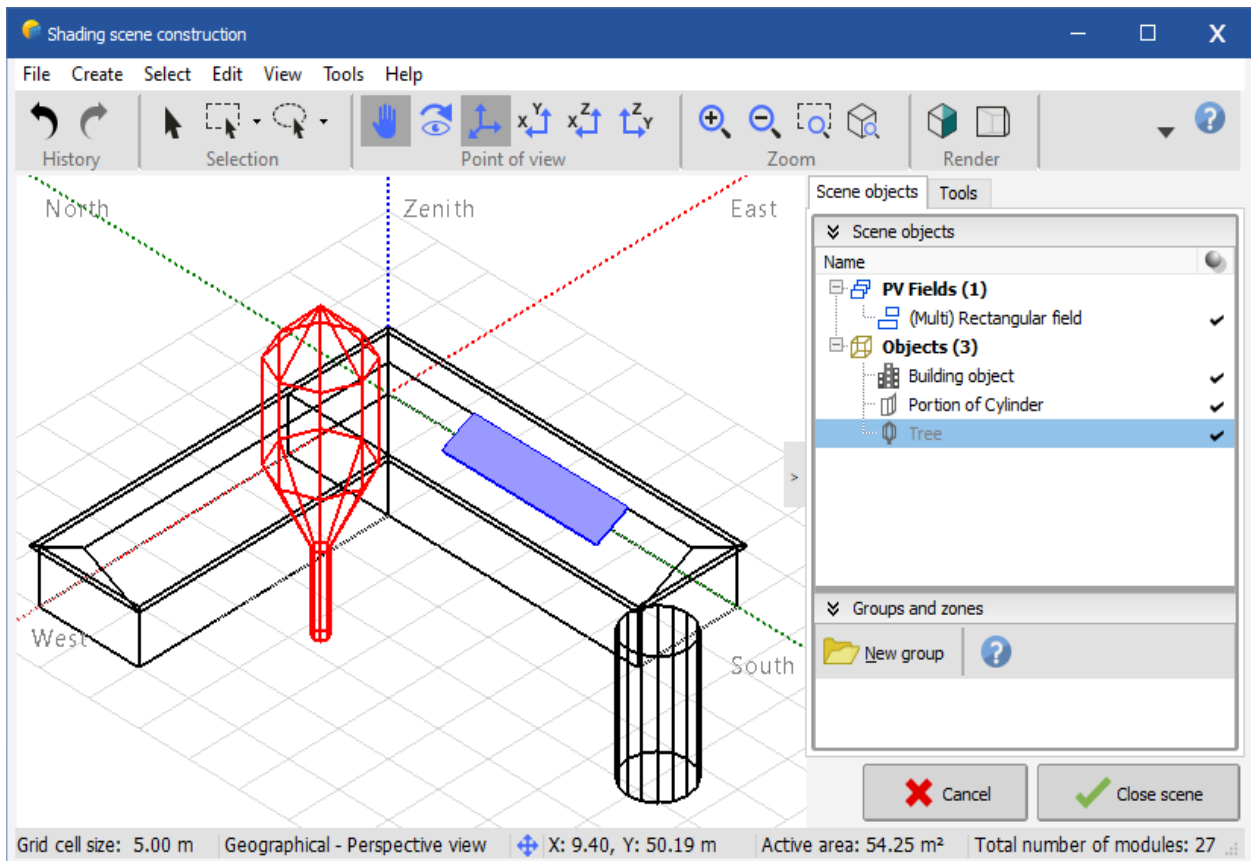 Shading scene construction
File Create Select Edit View Tools Help
History Selection Point of view Zoom Render
X Y X Z Z Y
?
North Zenith East
West
South
Scene objects Tools
Scene objects
Name
PV Fields (1)
(Multi) Rectangular field
Objects (3)
Building object
Portion of Cylinder
Tree
>
Groups and zones
New group ?
Cancel Close scene
Grid cell size: 5.00 m Geographical - Perspective view X: 9.40, Y: 50.19 m Active area: 54.25 m² Total number of modules: 27